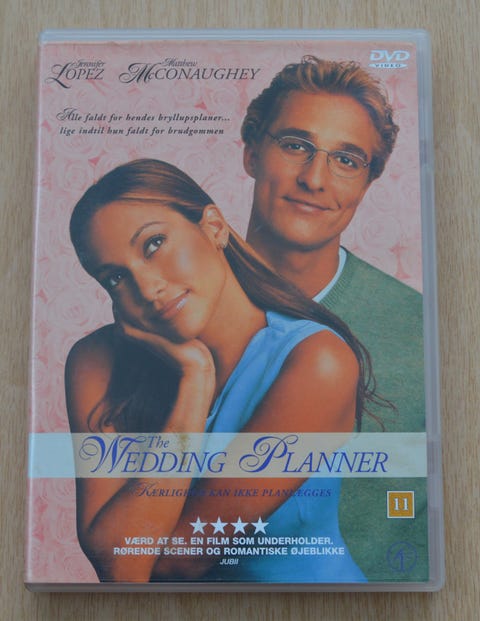 Jennifer LOPEZ Matthew McCONAUGHEY
DVD
VIDEO
Alle faldt for hendes bryllupsplaner...
lige indtil hun faldt for brudgommen
The
WEDDING PLANNER
KÆRLIGHED KAN IKKE PLANLÆGGES
11
VÆRD AT SE. EN FILM SOM UNDERHOLDER.
RØRENDE SCENER OG ROMANTISKE ØJEBLIKKE
JUBII